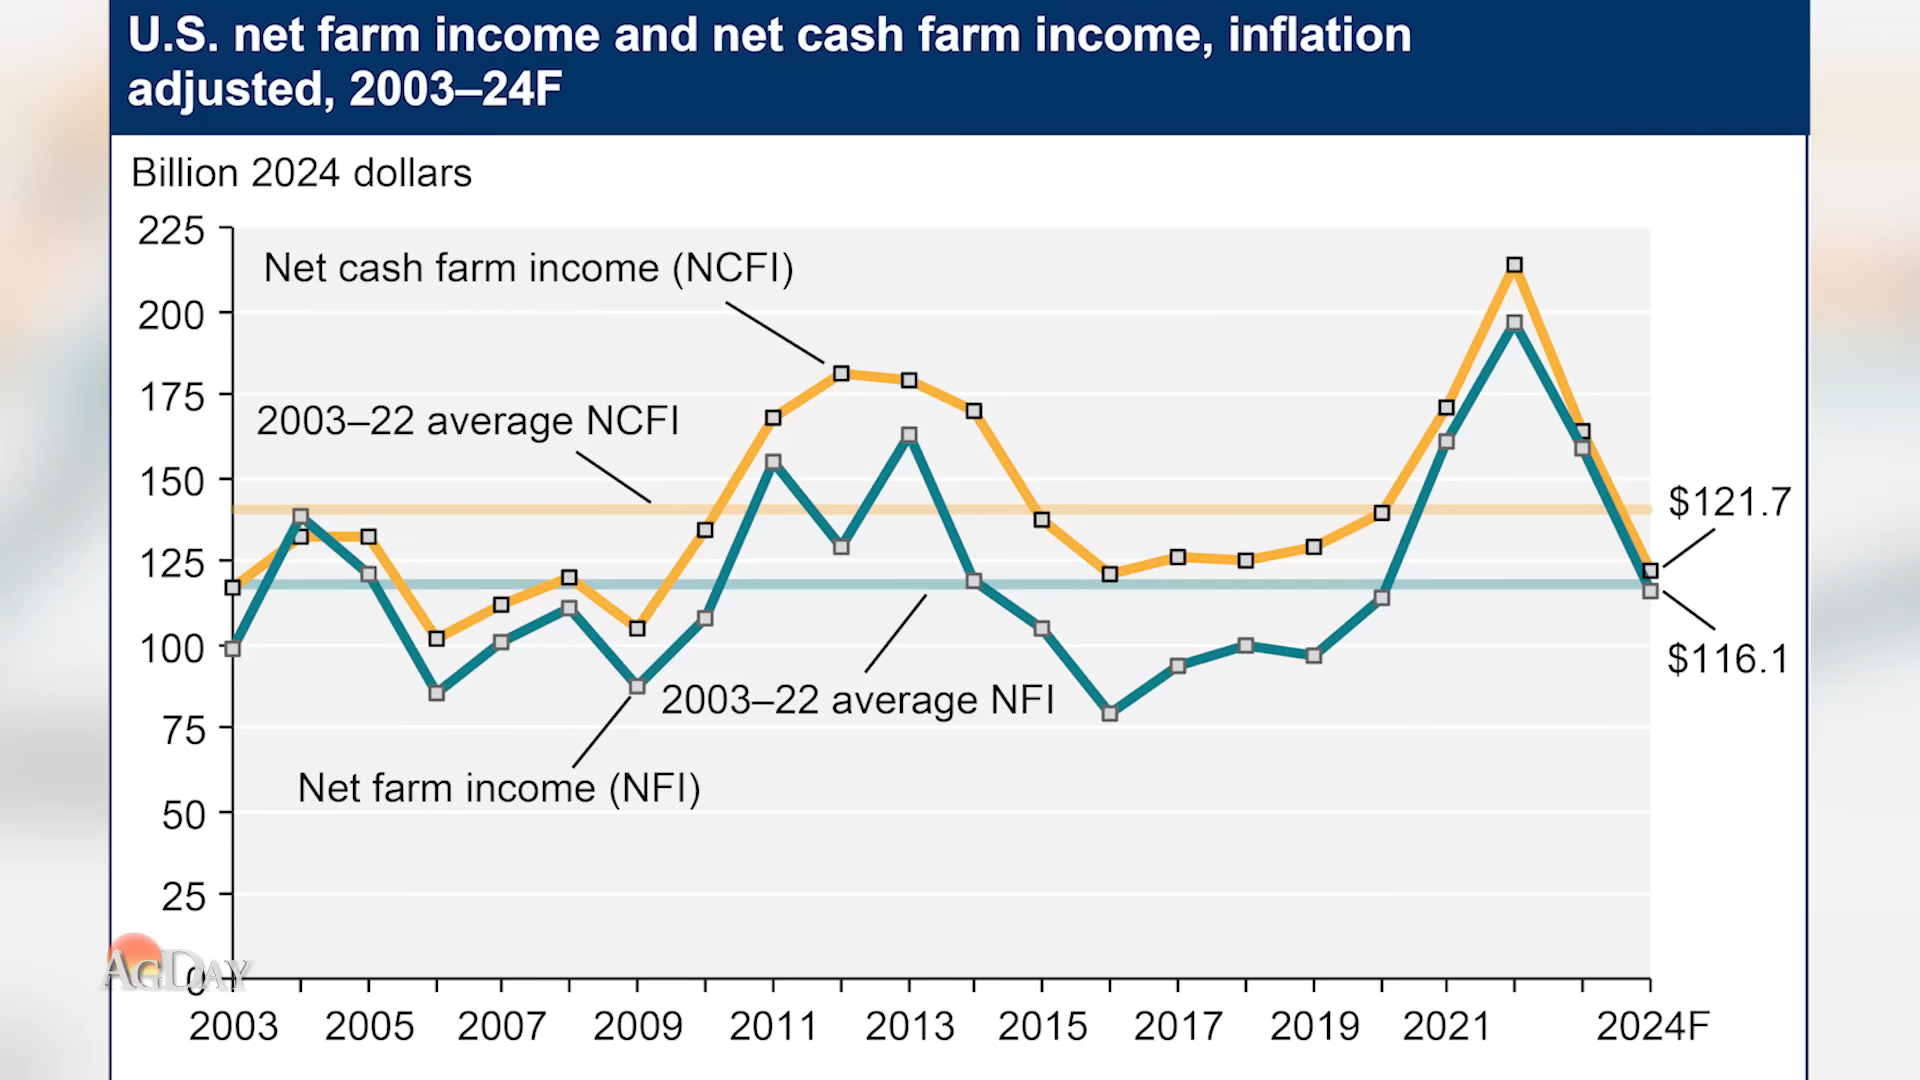 U.S. net farm income and net cash farm income, inflation
adjusted, 2003–24F
Billion 2024 dollars
225
200
175
150
125
100
75
50
25
0
Net cash farm income (NCFI)
2003–22 average NCFI
2003–22 average NFI
Net farm income (NFI)
$121.7
$116.1
AGDAY
2003 2005 2007 2009 2011 2013 2015 2017 2019 2021 2024F